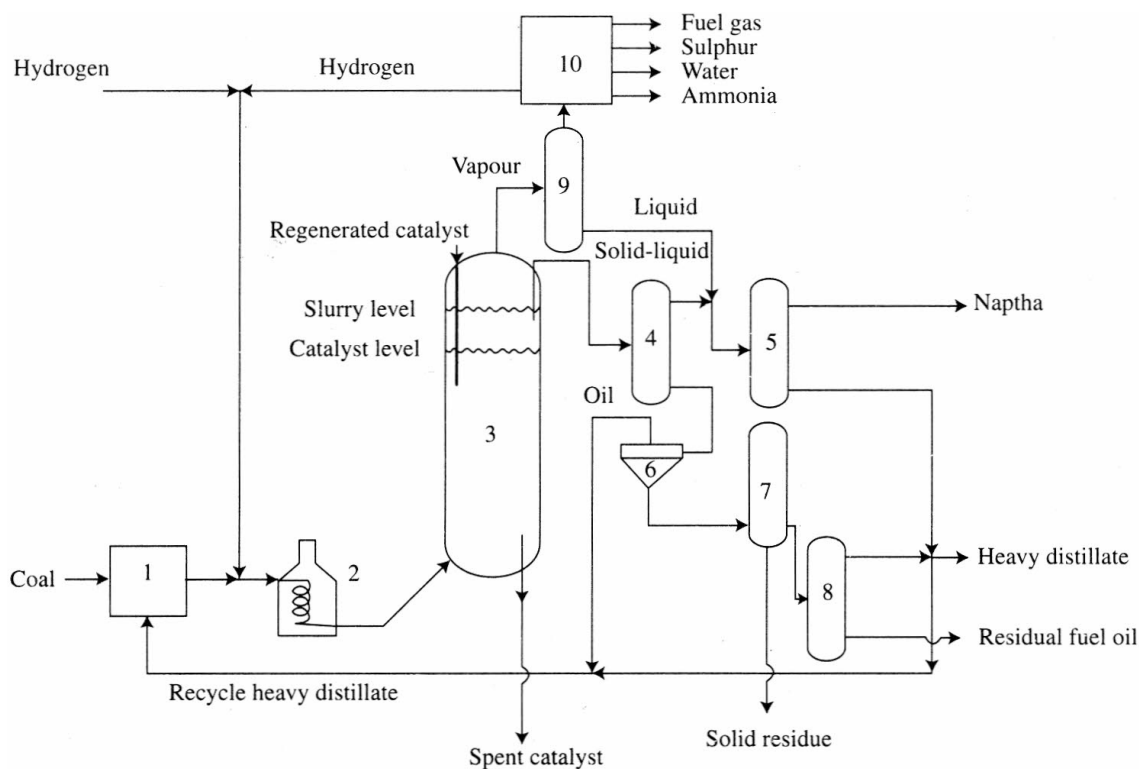 Fuel gas
Sulphur
Water
Ammonia
10
Hydrogen
Hydrogen
Vapour
9
Liquid
Regenerated catalyst
Solid-liquid
Slurry level
Naptha
4
5
Catalyst level
Oil
3
6
7
Coal
1
2
Heavy distillate
8
Residual fuel oil
Recycle heavy distillate
Solid residue
Spent catalyst